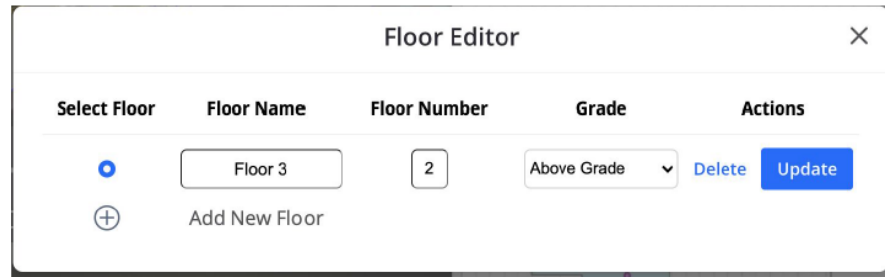 Floor Editor
Select Floor Floor Name Floor Number Grade Actions
Floor 3 2 Above Grade Delete Update
Add New Floor